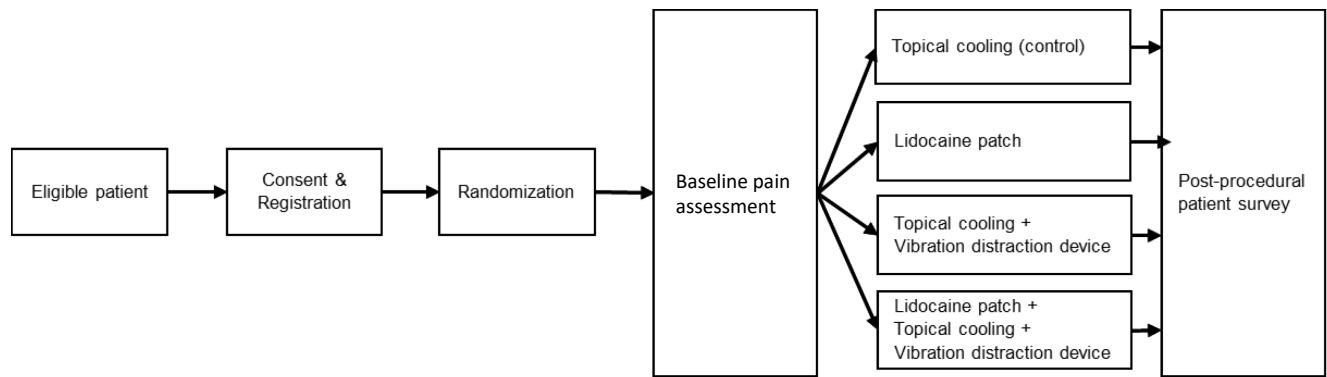 Eligible patient
Consent &
Registration
Randomization
Baseline pain
assessment
Topical cooling (control)
Lidocaine patch
Topical cooling +
Vibration distraction device
Lidocaine patch +
Topical cooling +
Vibration distraction device
Post-procedural
patient survey